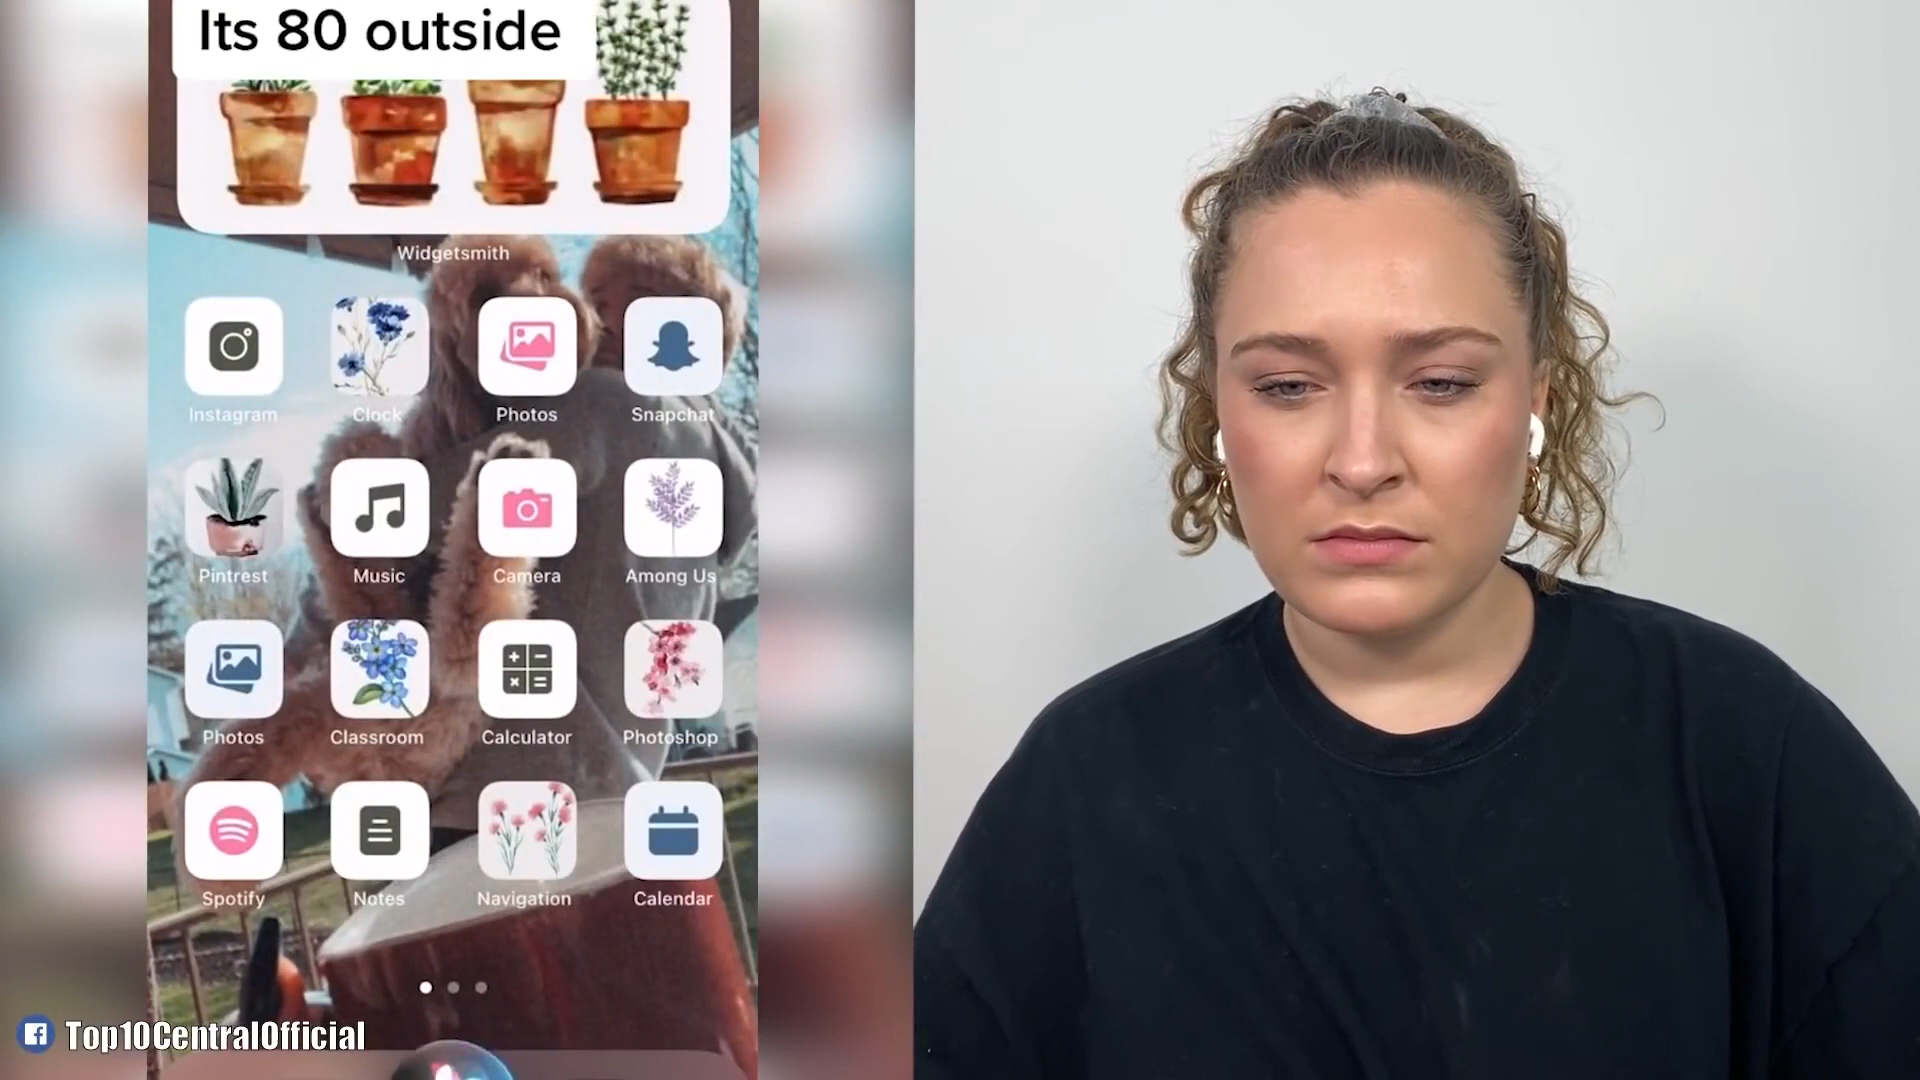 Its 80 outside
Widgetsmith
Instagram
Clock
Photos
Snapchat
Pintrest
Music
Camera
Among Us
Photos
Classroom
Calculator
Photoshop
Spotify
Notes
Navigation
Calendar
Top10CentralOfficial